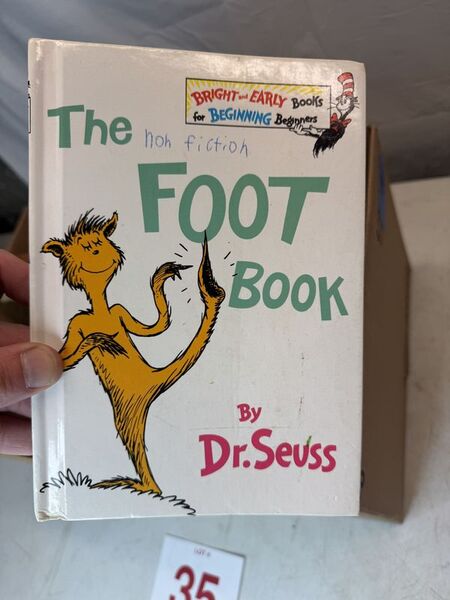 BRIGHT and EARLY Books
for BEGINNING Beginners
The
non fiction
FOOT
BOOK
By
Dr. Seuss
35